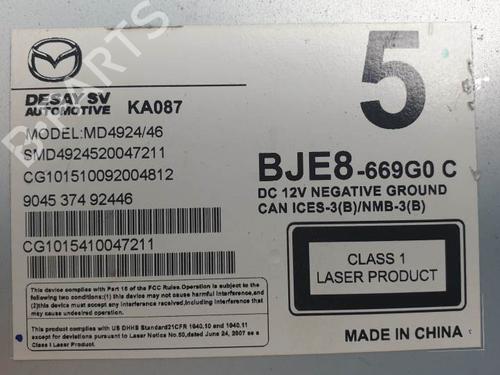 5
DESAY SV
AUTOMOTIVE KA087
MODEL:MD4924/46
SMD4924520047211
CG101510092004812
9045 374 92446
CG1015410047211
BJE8-669G0 C
DC 12V NEGATIVE GROUND
CAN ICES-3(B)/NMB-3(B)
CLASS 1
LASER PRODUCT
This device complies with Part 15 of the FCC Rules.Operation is subject to the
following two conditions:(1) this device may not cause harmful interference,and
(2)this device must accept any interference received,including interference that
may cause undesired operation.
This product complies with US DHHS Standard21CFR 1040.10 and 1040.11
except for deviations pursuant to Laser Notice No.50,dated June 24, 2007 as a
Class I Laser Product.
MADE IN CHINA